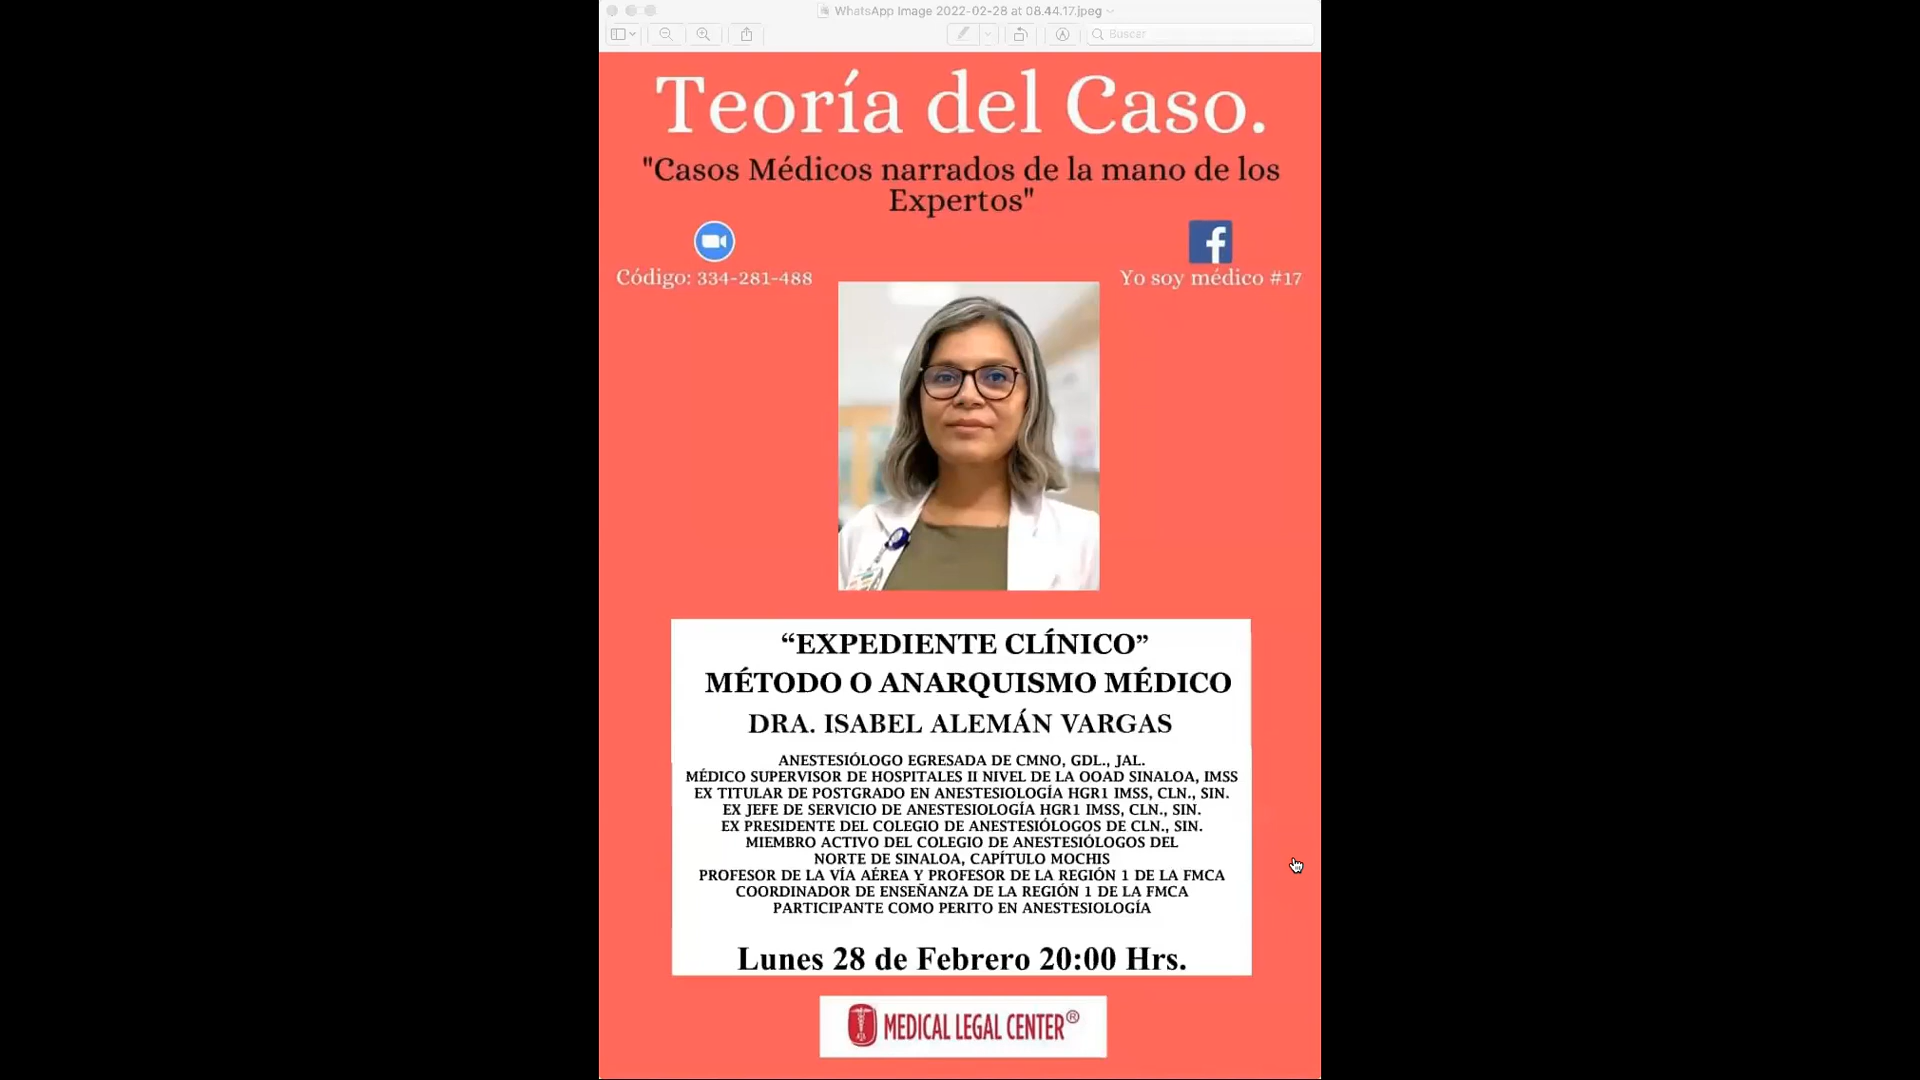 WhatsApp Image 2022-02-28 at 08.44.17.jpeg
Buscar
Teoría del Caso.
"Casos Médicos narrados de la mano de los
Expertos"
Código: 334-281-488
Yo soy médico #17
“EXPEDIENTE CLÍNICO”
MÉTODO O ANARQUISMO MÉDICO
DRA. ISABEL ALEMÁN VARGAS
ANESTESIÓLOGO EGRESADA DE CMNO, GDL., JAL.
MÉDICO SUPERVISOR DE HOSPITALES II NIVEL DE LA OOAD SINALOA, IMSS
EX TITULAR DE POSTGRADO EN ANESTESIOLOGÍA HGR1 IMSS, CLN., SIN.
EX JEFE DE SERVICIO DE ANESTESIOLOGÍA HGR1 IMSS, CLN., SIN.
EX PRESIDENTE DEL COLEGIO DE ANESTESIÓLOGOS DE CLN., SIN.
MIEMBRO ACTIVO DEL COLEGIO DE ANESTESIÓLOGOS DEL
NORTE DE SINALOA, CAPÍTULO MOCHIS
PROFESOR DE LA VÍA AÉREA Y PROFESOR DE LA REGIÓN 1 DE LA FMCA
COORDINADOR DE ENSEÑANZA DE LA REGIÓN 1 DE LA FMCA
PARTICIPANTE COMO PERITO EN ANESTESIOLOGÍA
Lunes 28 de Febrero 20:00 Hrs.
MEDICAL LEGAL CENTER®